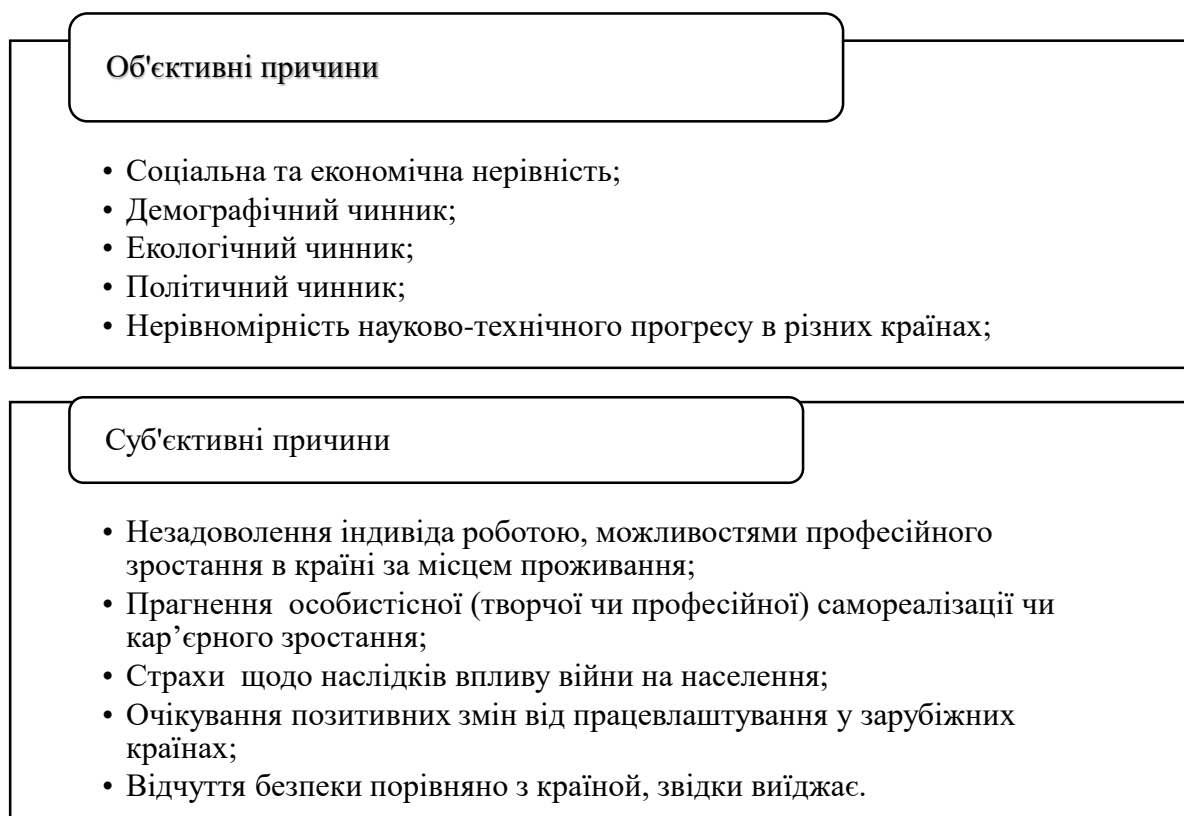 Об'єктивні причини
• Соціальна та економічна нерівність;
• Демографічний чинник;
• Екологічний чинник;
• Політичний чинник;
• Нерівномірність науково-технічного прогресу в різних країнах;
Суб'єктивні причини
• Незадоволення індивіда роботою, можливостями професійного
зростання в країні за місцем проживання;
• Прагнення  особистісної (творчої чи професійної) самореалізації чи
кар’єрного зростання;
• Страхи  щодо наслідків впливу війни на населення;
• Очікування позитивних змін від працевлаштування у зарубіжних
країнах;
• Відчуття безпеки порівняно з країною, звідки виїджає.